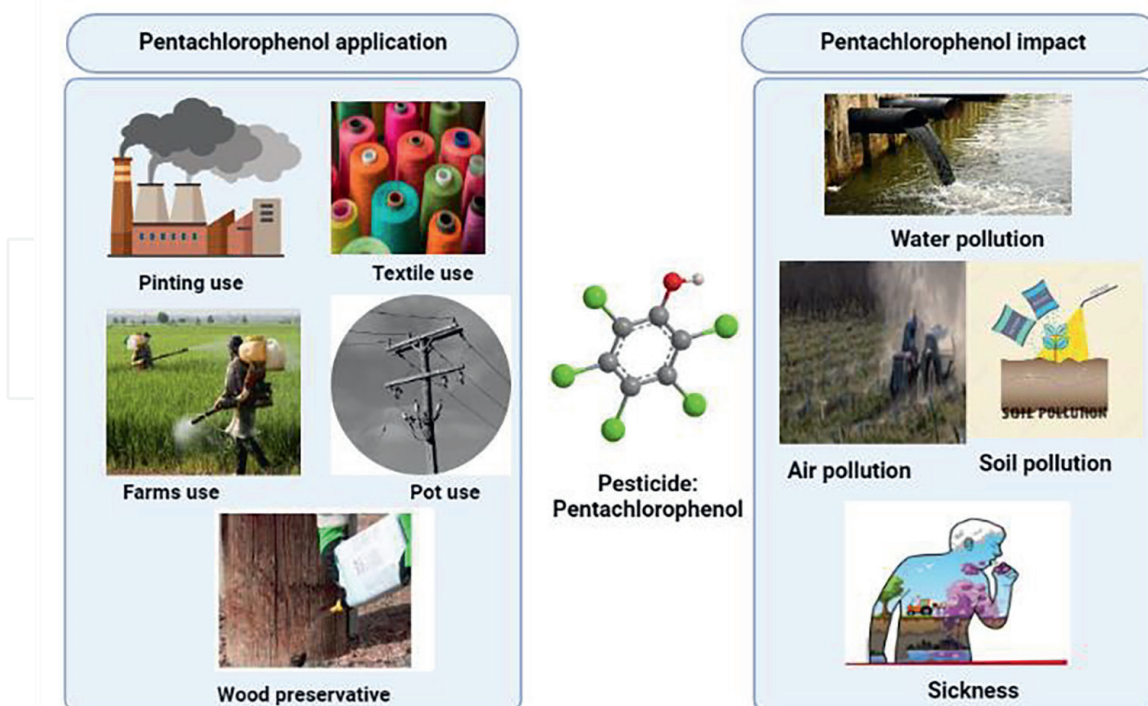 Pentachlorophenol application
Pentachlorophenol impact
Pinting use
Textile use
Farms use
Pot use
Wood preservative
Pesticide:
Pentachlorophenol
Water pollution
Air pollution
SOIL POLLUTION
Soil pollution
Sickness